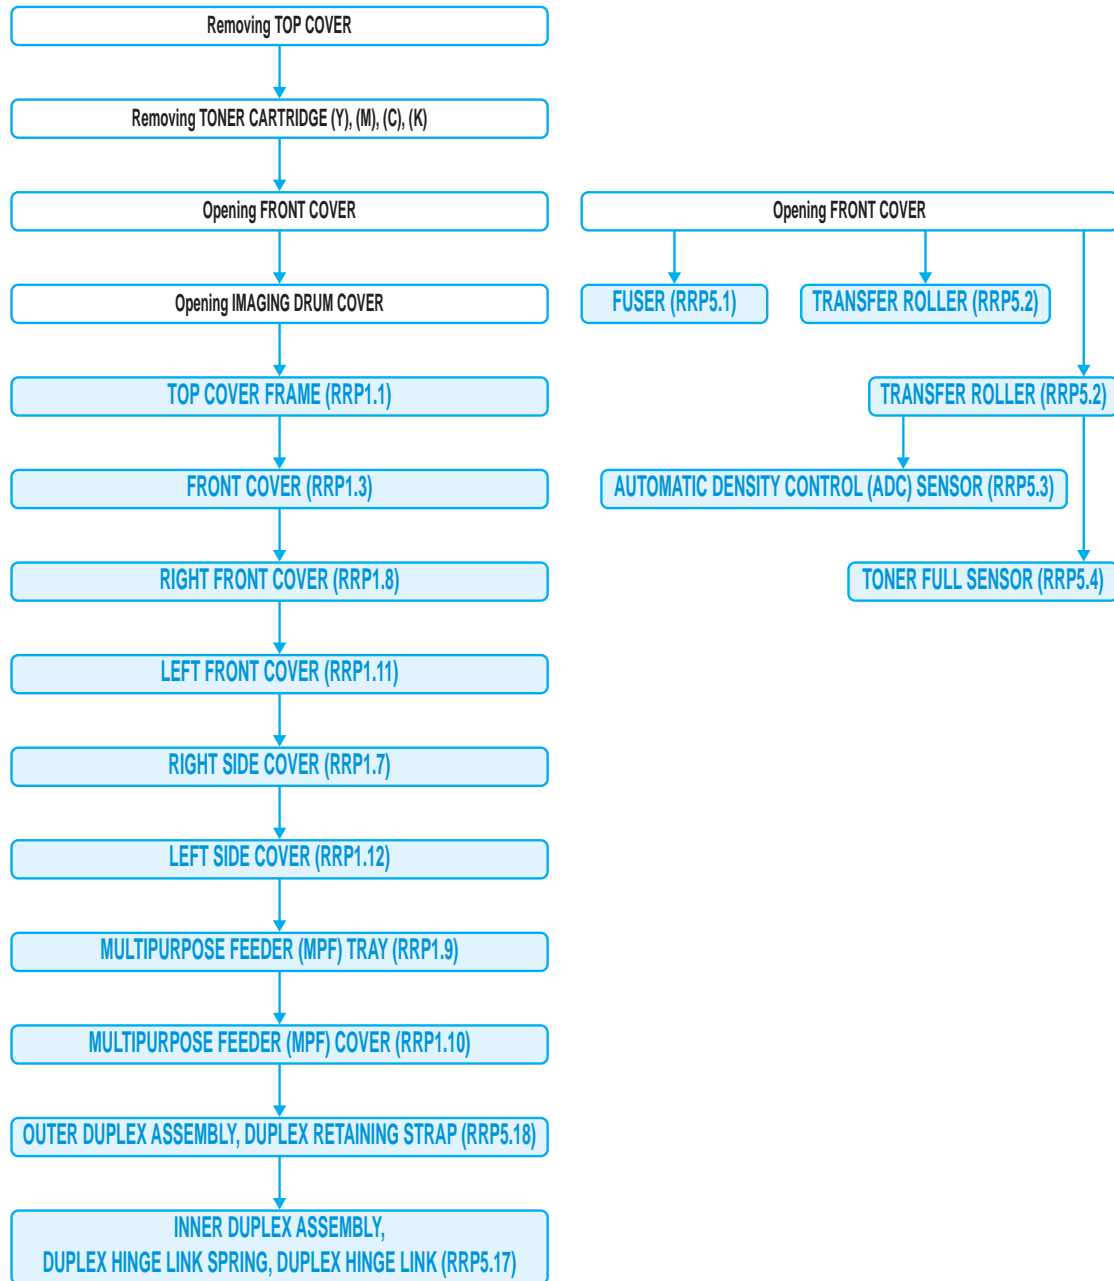 Removing TOP COVER
Removing TONER CARTRIDGE (Y), (M), (C), (K)
Opening FRONT COVER
Opening IMAGING DRUM COVER
TOP COVER FRAME (RRP1.1)
FRONT COVER (RRP1.3)
RIGHT FRONT COVER (RRP1.8)
LEFT FRONT COVER (RRP1.11)
RIGHT SIDE COVER (RRP1.7)
LEFT SIDE COVER (RRP1.12)
MULTIPURPOSE FEEDER (MPF) TRAY (RRP1.9)
MULTIPURPOSE FEEDER (MPF) COVER (RRP1.10)
OUTER DUPLEX ASSEMBLY, DUPLEX RETAINING STRAP (RRP5.18)
INNER DUPLEX ASSEMBLY,
DUPLEX HINGE LINK SPRING, DUPLEX HINGE LINK (RRP5.17)
Opening FRONT COVER
FUSER (RRP5.1)
TRANSFER ROLLER (RRP5.2)
TRANSFER ROLLER (RRP5.2)
AUTOMATIC DENSITY CONTROL (ADC) SENSOR (RRP5.3)
TONER FULL SENSOR (RRP5.4)